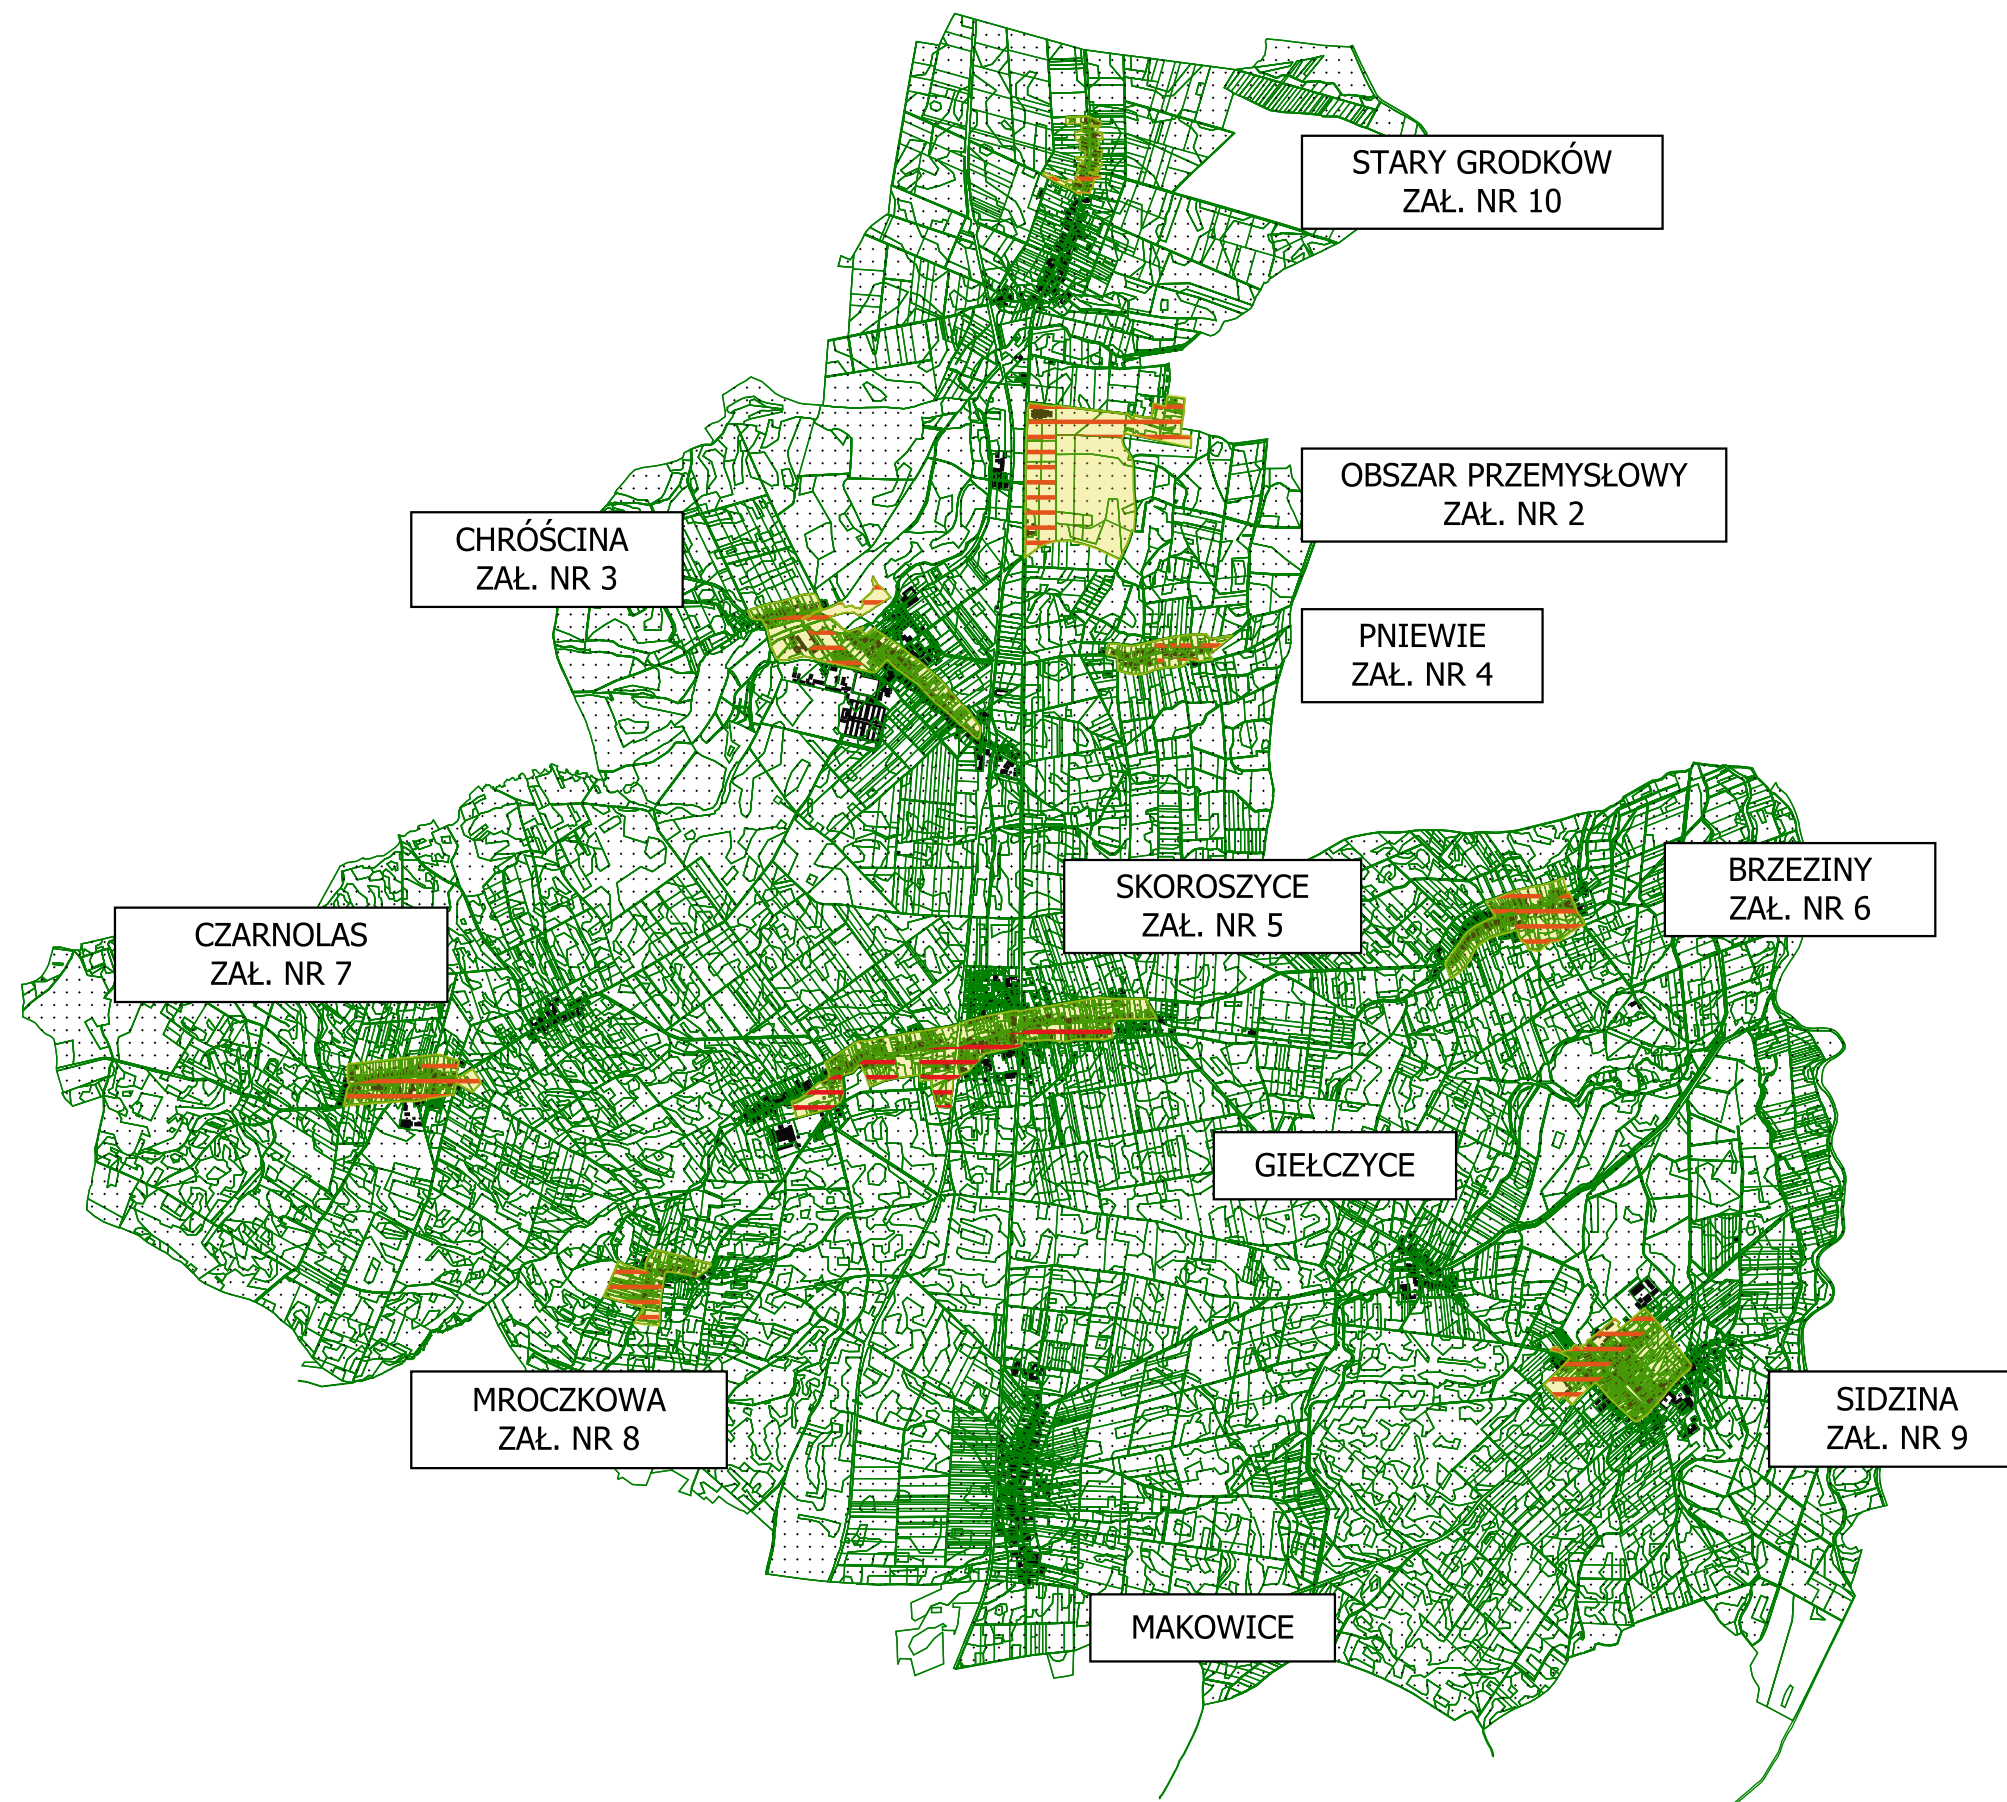 STARY GRODKÓW
ZAŁ. NR 10
OBSZAR PRZEMYSŁOWY
ZAŁ. NR 2
CHRÓŚCINA
ZAŁ. NR 3
PNIEWIE
ZAŁ. NR 4
SKOROSZYCE
ZAŁ. NR 5
BRZEZINY
ZAŁ. NR 6
CZARNOLAS
ZAŁ. NR 7
GIEŁCZYCE
MROCZKOWA
ZAŁ. NR 8
SIDZINA
ZAŁ. NR 9
MAKOWICE